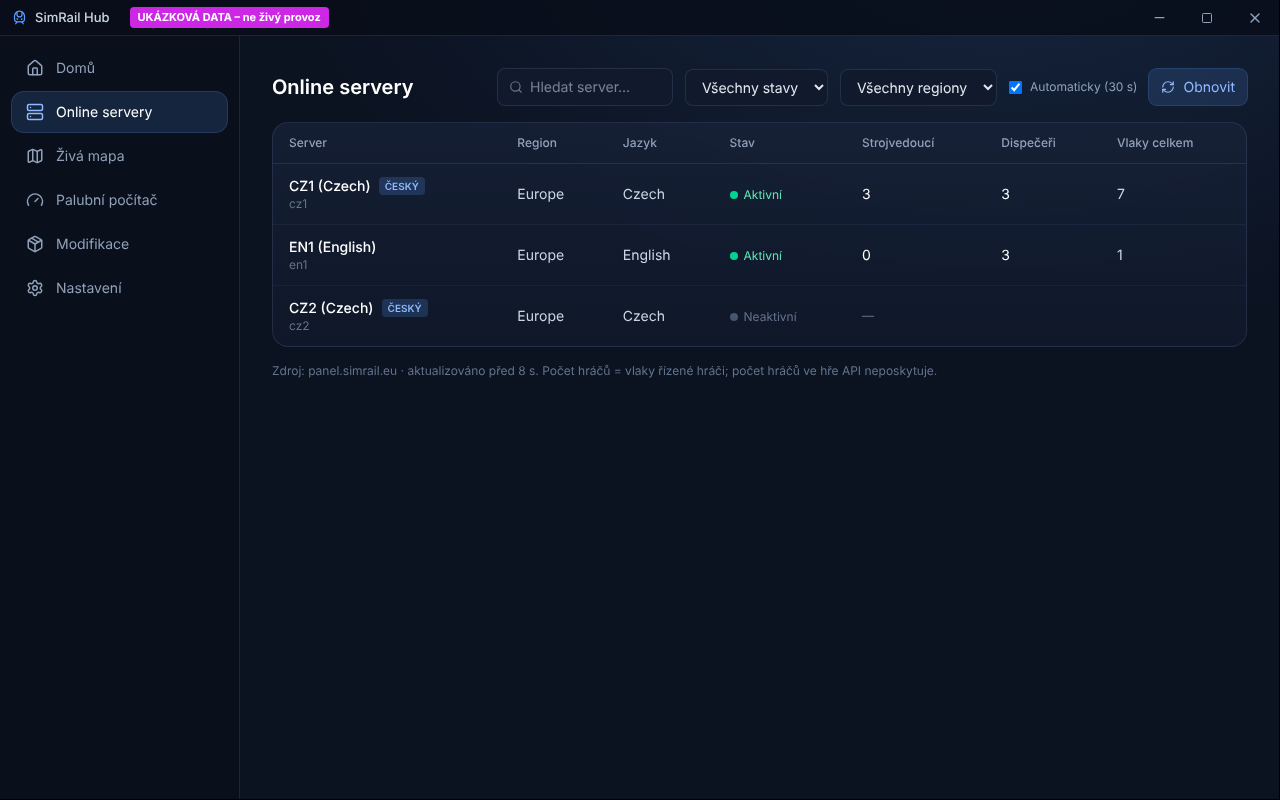 SimRail Hub
UKÁZKOVÁ DATA – ne živý provoz
Domů
Online servery
Živá mapa
Palubní počítač
Modifikace
Nastavení
Online servery
Hledat server...
Všechny stavy
Všechny regiony
Automaticky (30 s)
Obnovit
Server Region Jazyk Stav Strojvedoucí Dispečeři Vlaky celkem
CZ1 (Czech) ČESKÝ Europe Czech Aktivní 3 3 7
cz1
EN1 (English) Europe English Aktivní 0 3 1
en1
CZ2 (Czech) ČESKÝ Europe Czech Neaktivní —
cz2
Zdroj: panel.simrail.eu · aktualizováno před 8 s. Počet hráčů = vlaky řízené hráči; počet hráčů ve hře API neposkytuje.